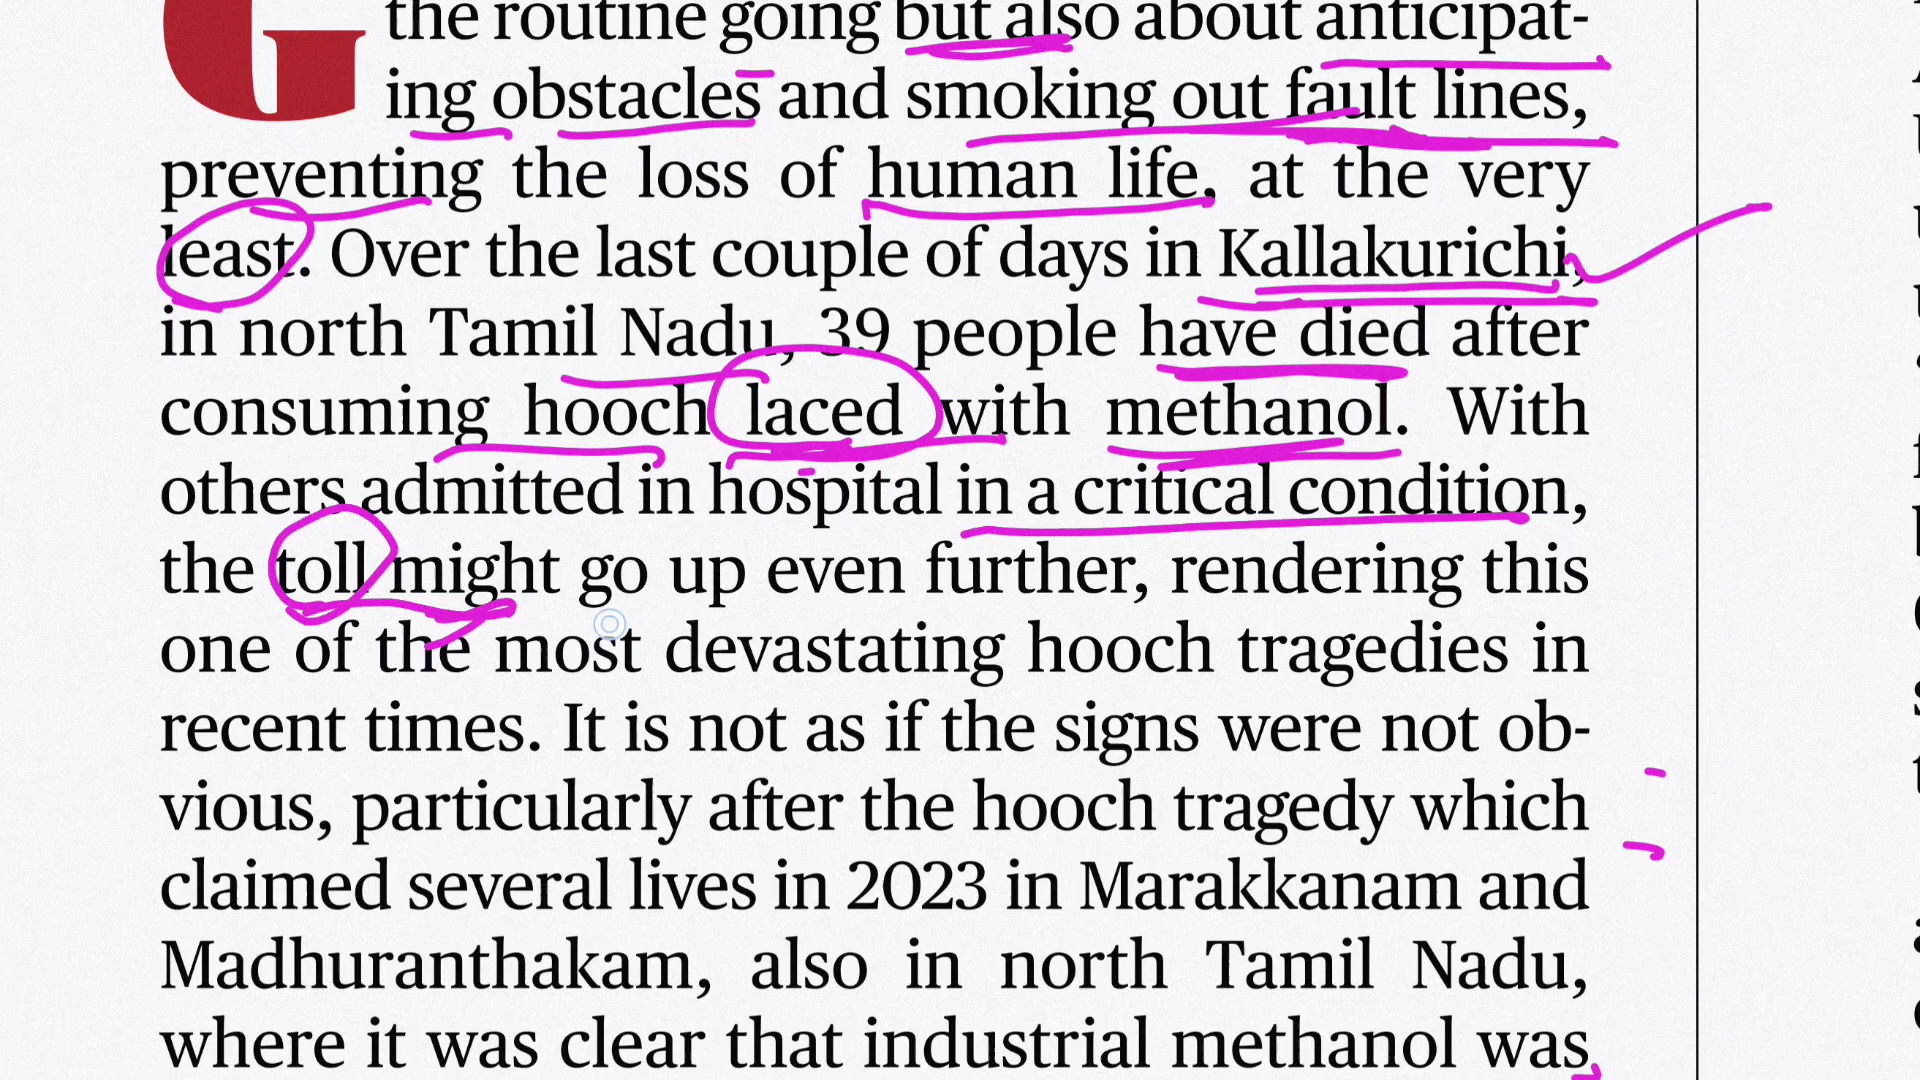 G the routine going but also about anticipat-
ing obstacles and smoking out fault lines,
preventing the loss of human life, at the very
least. Over the last couple of days in Kallakurichi,
in north Tamil Nadu, 39 people have died after
consuming hooch laced with methanol. With
others admitted in hospital in a critical condition,
the toll might go up even further, rendering this
one of the most devastating hooch tragedies in
recent times. It is not as if the signs were not ob-
vious, particularly after the hooch tragedy which
claimed several lives in 2023 in Marakkanam and
Madhuranthakam, also in north Tamil Nadu,
where it was clear that industrial methanol was